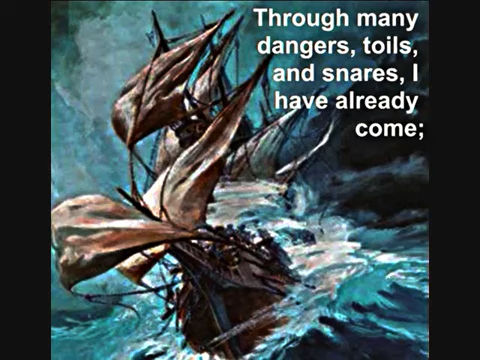 Through many
dangers, toils,
and snares, I
have already
come;